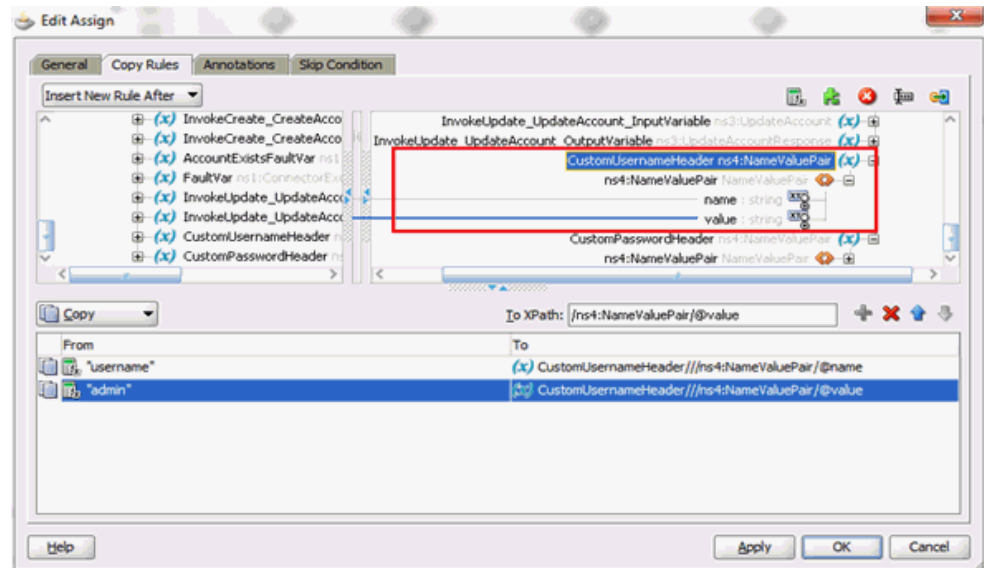 Edit Assign
General Copy Rules Annotations Skip Condition
Insert New Rule After
(x) InvokeCreate_CreateAcco
(x) InvokeCreate_CreateAcco
(x) AccountExistsFaultVar ns1
(x) FaultVar ns1:ConnectorEx
(x) InvokeUpdate_UpdateAcco
(x) InvokeUpdate_UpdateAcco
(x) CustomUsernameHeader
(x) CustomPasswordHeader
InvokeUpdate_UpdateAccount_InputVariable ns3:UpdateAccount (x)
InvokeUpdate_UpdateAccount_OutputVariable ns3:UpdateAccountResponse (x)
CustomUsernameHeader ns4:NameValuePair (x)
ns4:NameValuePair NameValuePair
name : string
value : string
CustomPasswordHeader ns4:NameValuePair (x)
ns4:NameValuePair NameValuePair
Copy To XPath: /ns4:NameValuePair/@value
From To
"username" (x) CustomUsernameHeader///ns4:NameValuePair/@name
"admin" (x) CustomUsernameHeader///ns4:NameValuePair/@value
Help Apply OK Cancel